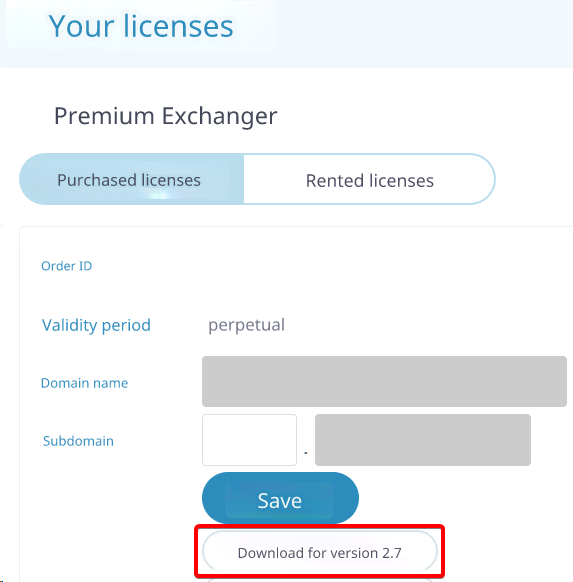 Your licenses
Premium Exchanger
Purchased licenses
Rented licenses
Order ID
Validity period
perpetual
Domain name
Subdomain
.
Save
Download for version 2.7